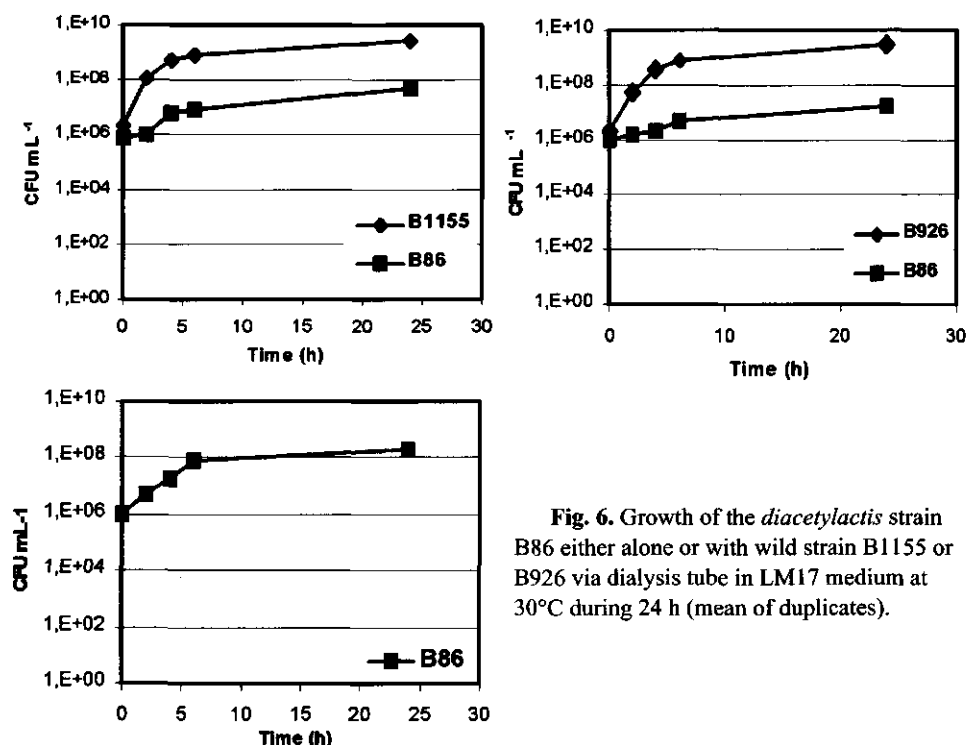 1,E+10
1,E+08
1,E+06
1,E+04
1,E+02
1,E+00
CFU mL⁻¹
B1155
B86
0 5 10 15 20 25 30
Time (h)
1,E+10
1,E+08
1,E+06
1,E+04
1,E+02
1,E+00
CFU mL⁻¹
B926
B86
0 10 20 30
Time (h)
1,E+10
1,E+08
1,E+06
1,E+04
1,E+02
1,E+00
CFU mL-1
B86
0 5 10 15 20 25 30
Time (h)
Fig. 6. Growth of the diacetylactis strain
B86 either alone or with wild strain B1155 or
B926 via dialysis tube in LM17 medium at
30°C during 24 h (mean of duplicates).